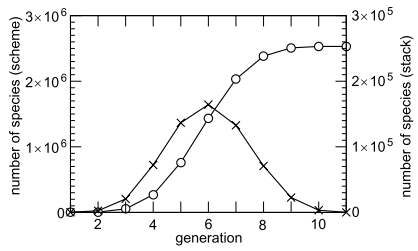 3×10⁶ 3×10⁵
2×10⁶ 2×10⁵
1×10⁶ 1×10⁵
0 0
2 4 6 8 10
generation
number of species (scheme)
number of species (stack)